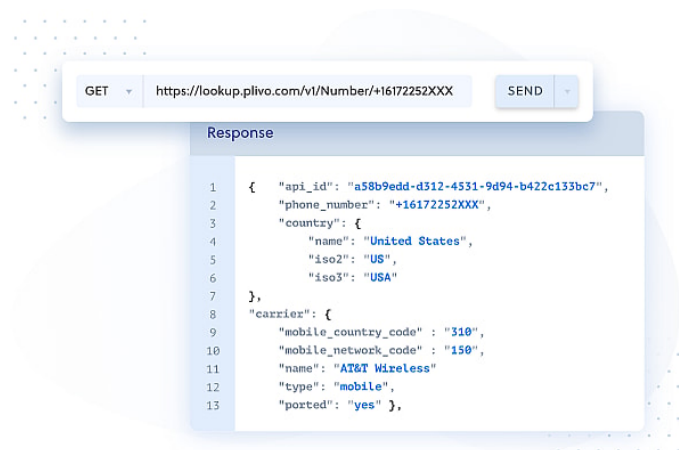 GET https://lookup.plivo.com/v1/Number/+16172252XXX SEND
Response
1 { "api_id": "a58b9edd-d312-4531-9d94-b422c133bc7",
2 "phone_number": "+16172252XXX",
3 "country": {
4 "name": "United States",
5 "iso2": "US",
6 "iso3": "USA"
7 },
8 "carrier": {
9 "mobile_country_code" : "310",
10 "mobile_network_code" : "150",
11 "name": "AT&T Wireless"
12 "type": "mobile",
13 "ported": "yes" },